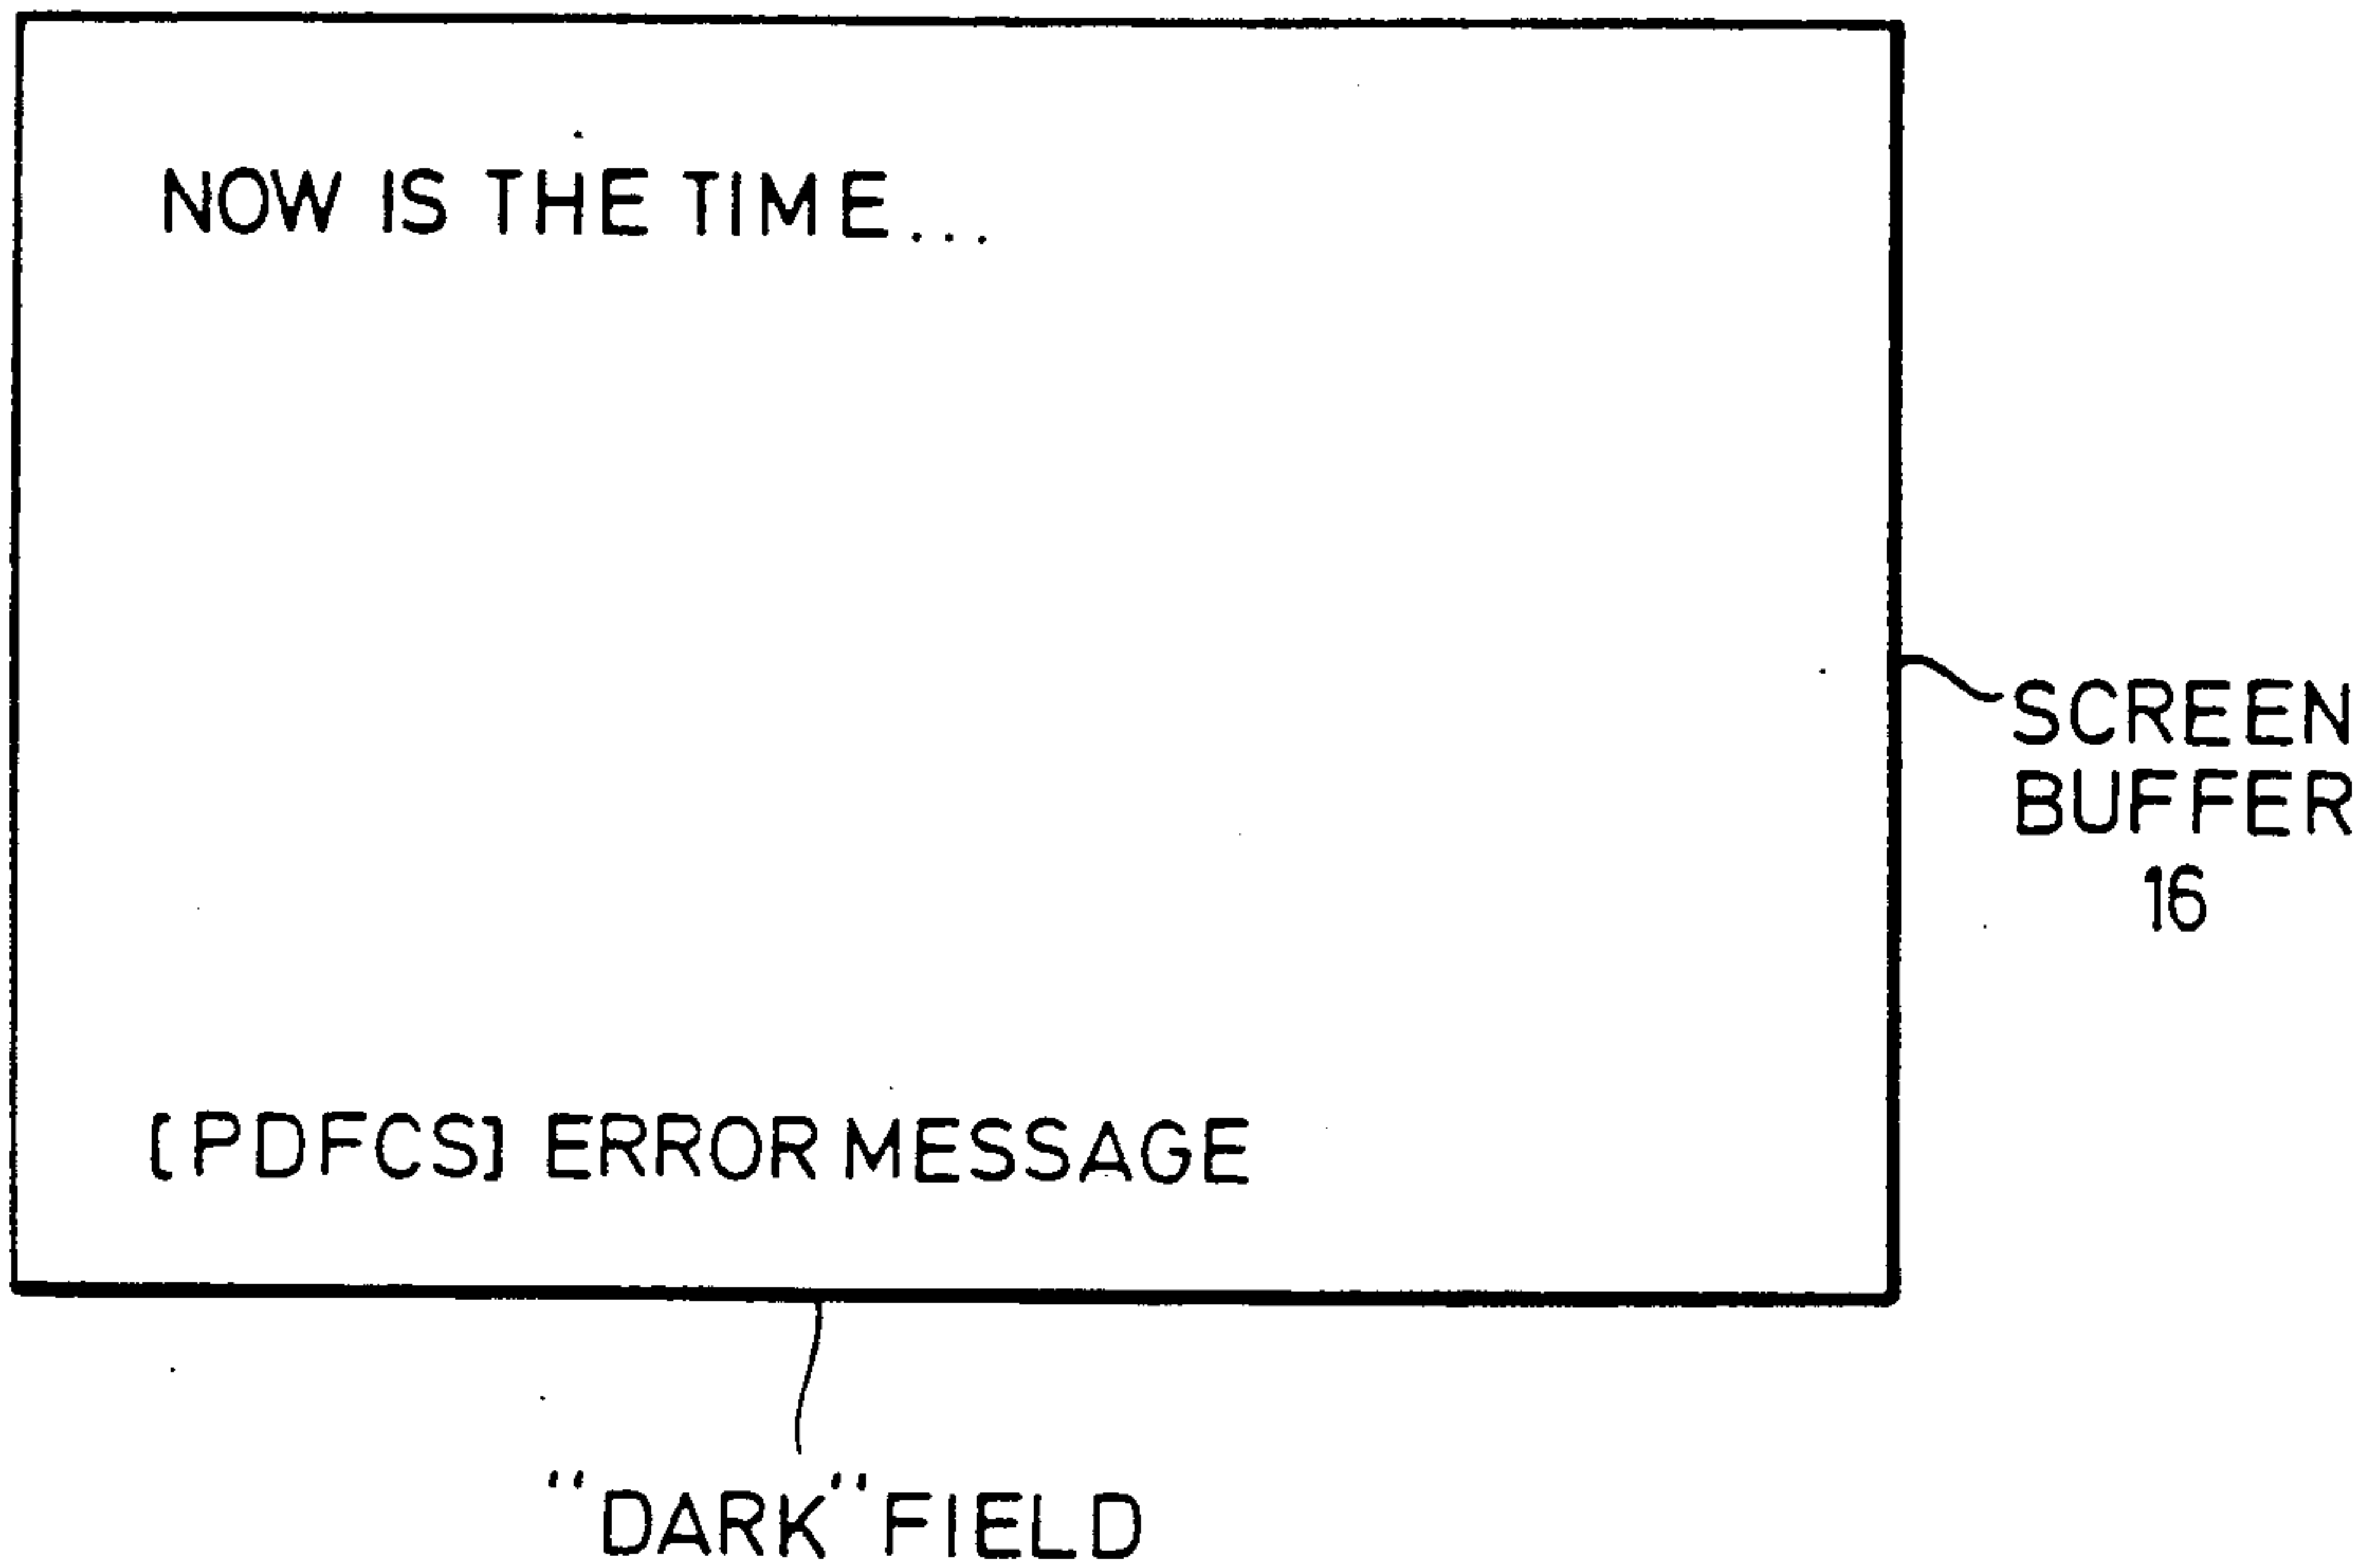 NOW IS THE TIME...
SCREEN
BUFFER
16
[PDFCS] ERROR MESSAGE
"DARK" FIELD